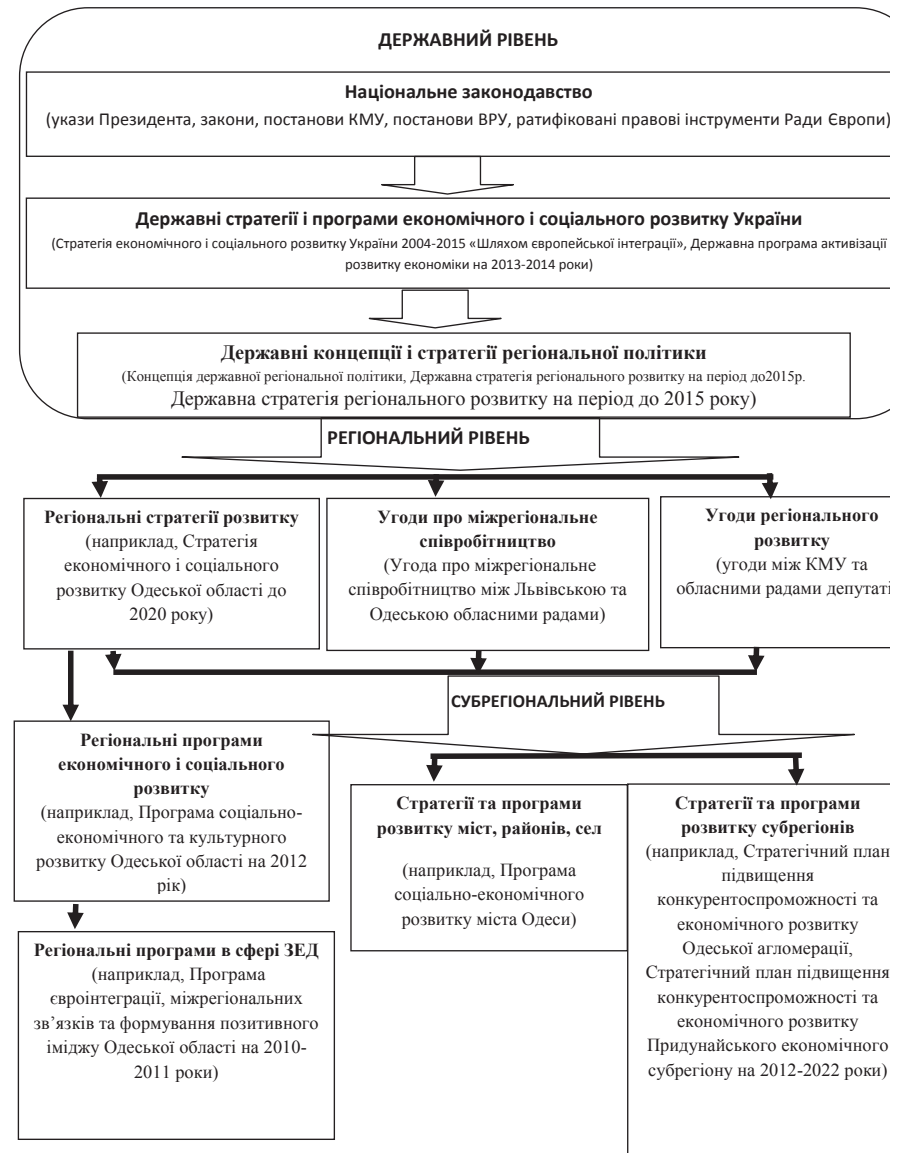 ДЕРЖАВНИЙ РІВЕНЬ
Національне законодавство
(укази Президента, закони, постанови КМУ, постанови ВРУ, ратифіковані правові інструменти Ради Європи)
Державні стратегії і програми економічного і соціального розвитку України
(Стратегія економічного і соціального розвитку України 2004-2015 «Шляхом європейської інтеграції», Державна програма активізації
розвитку економіки на 2013-2014 роки)
Державні концепції і стратегії регіональної політики
(Концепція державної регіональної політики, Державна стратегія регіонального розвитку на період до2015р.
Державна стратегія регіонального розвитку на період до 2015 року)
РЕГІОНАЛЬНИЙ РІВЕНЬ
Регіональні стратегії розвитку
(наприклад, Стратегія
економічного і соціального
розвитку Одеської області до
2020 року)
Угоди про міжрегіональне
співробітництво
(Угода про міжрегіональне
співробітництво між Львівською та
Одеською обласними радами)
Угоди регіонального
розвитку
(угоди між КМУ та
обласними радами депутаті
СУБРЕГІОНАЛЬНИЙ РІВЕНЬ
Регіональні програми
економічного і соціального
розвитку
(наприклад, Програма соціально-
економічного та культурного
розвитку Одеської області на 2012
рік)
Стратегії та програми
розвитку міст, районів, сел
(наприклад, Програма
соціально-економічного
розвитку міста Одеси)
Стратегії та програми
розвитку субрегіонів
(наприклад, Стратегічний план
підвищення
конкурентоспроможності та
економічного розвитку
Одеської агломерації,
Стратегічний план підвищення
конкурентоспроможності та
економічного розвитку
Придунайського економічного
субрегіону на 2012-2022 роки)
Регіональні програми в сфері ЗЕД
(наприклад, Програма
євроінтеграції, міжрегіональних
зв’язків та формування позитивного
іміджу Одеської області на 2010-
2011 роки)